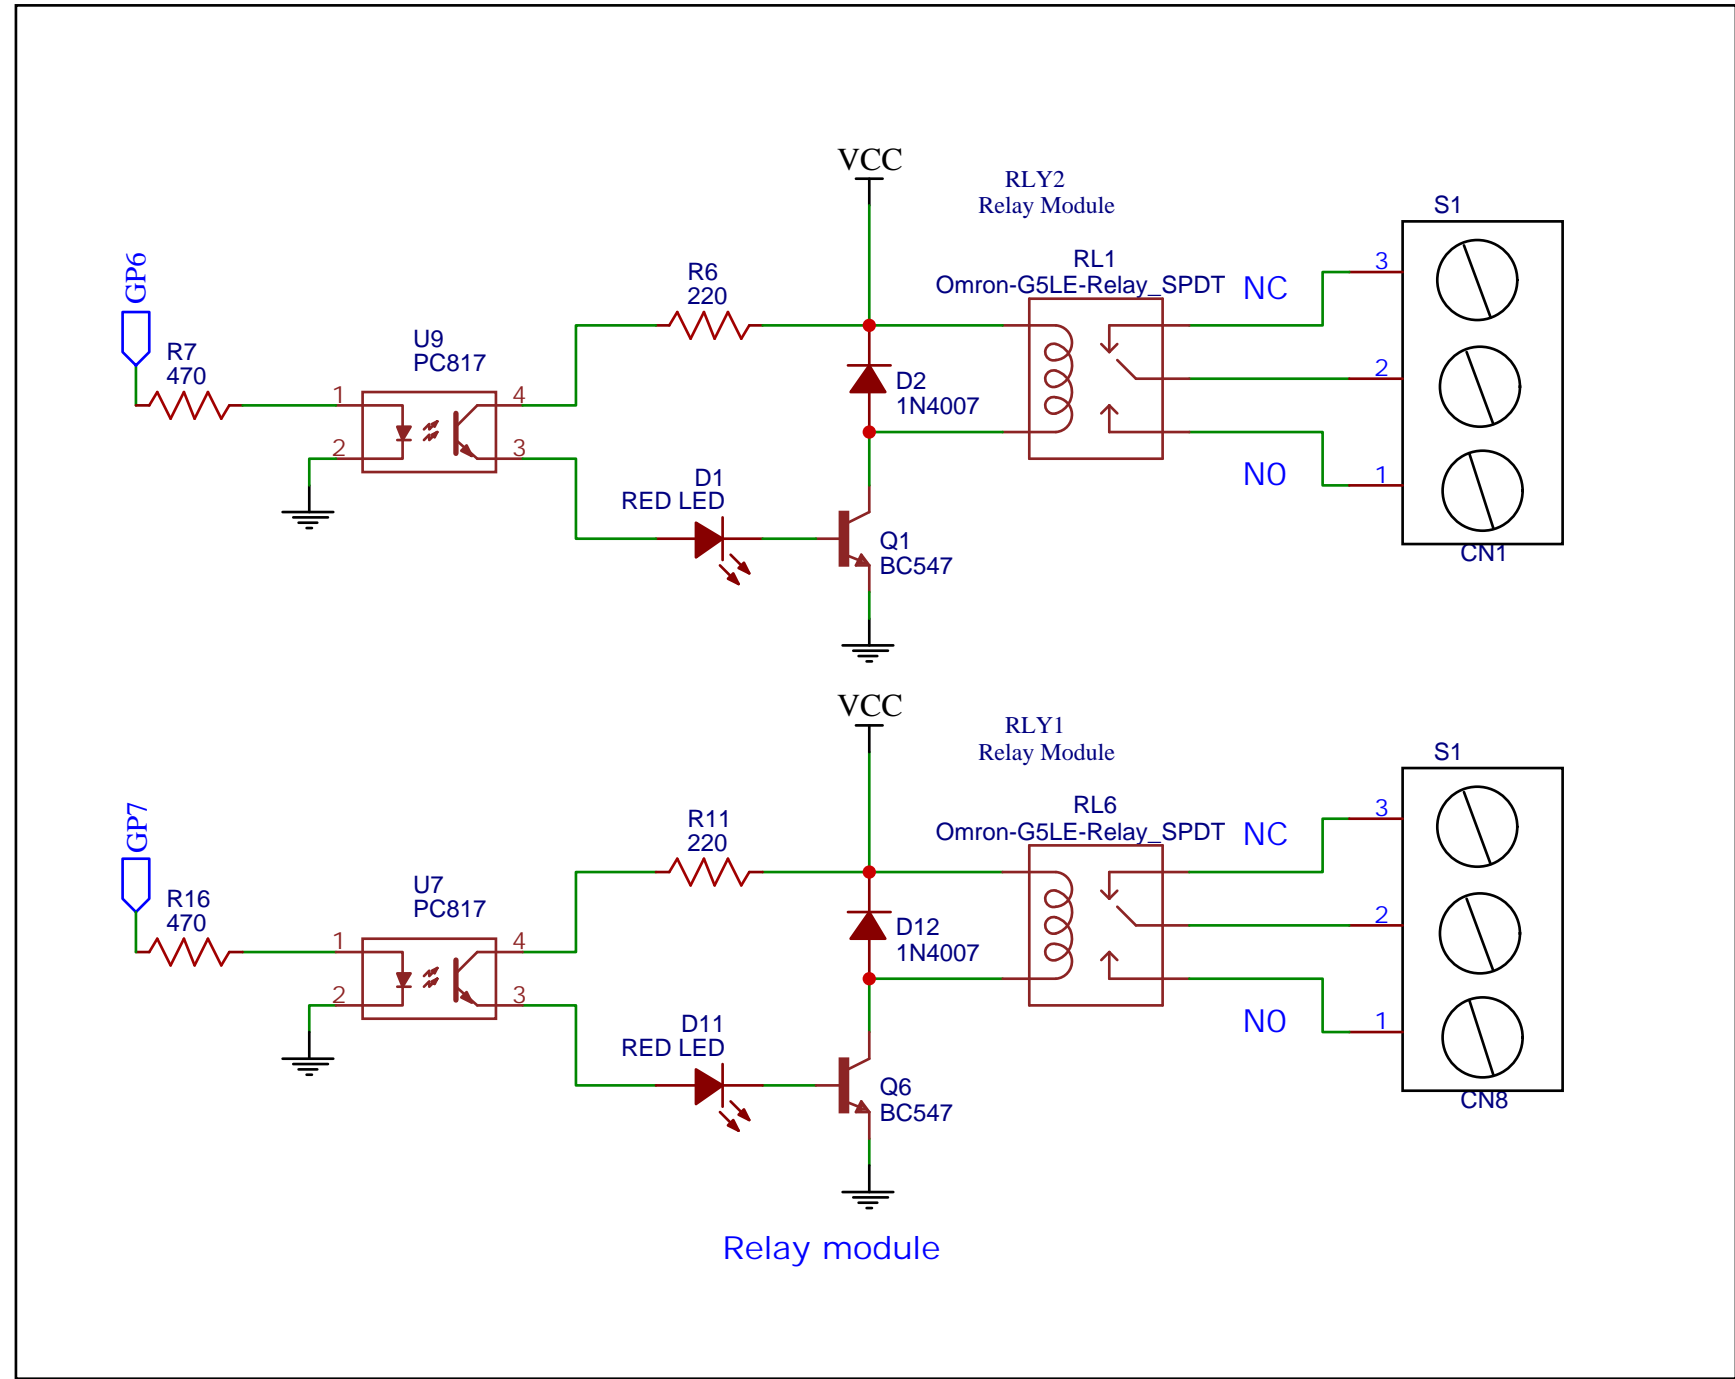 VCC
RLY2
Relay Module
S1
GP6
R6
220
RL1
Omron-G5LE-Relay_SPDT
NC
3
R7
470
U9
PC817
D2
1N4007
2
1
4
2
3
D1
RED LED
N0
1
Q1
BC547
CN1
VCC
RLY1
Relay Module
S1
GP7
R11
220
RL6
Omron-G5LE-Relay_SPDT
NC
3
R16
470
U7
PC817
D12
1N4007
2
1
4
2
3
D11
RED LED
N0
1
Q6
BC547
CN8
Relay module